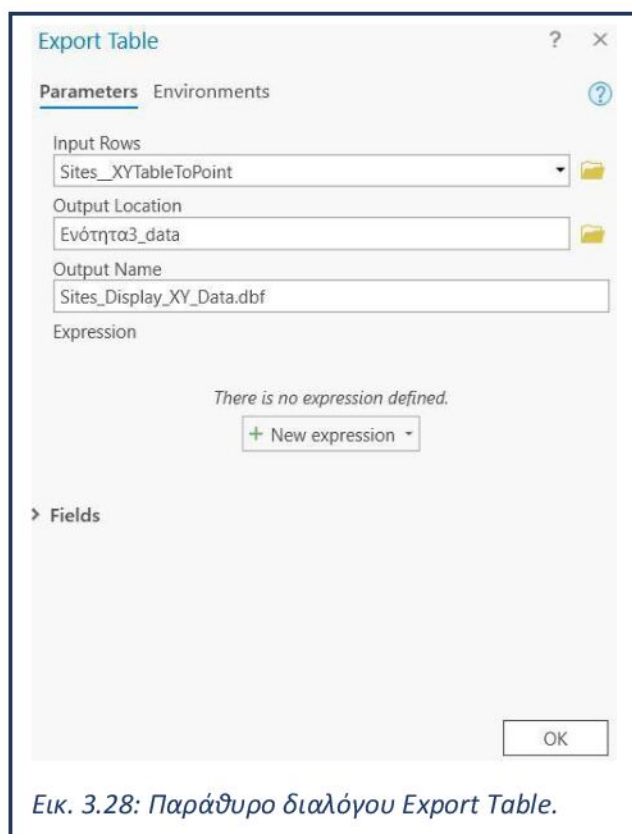 Export Table ? ×
Parameters Environments ?
Input Rows
Sites__XYTableToPoint
Output Location
Ενότητα3_data
Output Name
Sites_Display_XY_Data.dbf
Expression
There is no expression defined.
+ New expression
> Fields
OK
Εικ. 3.28: Παράθυρο διαλόγου Export Table.